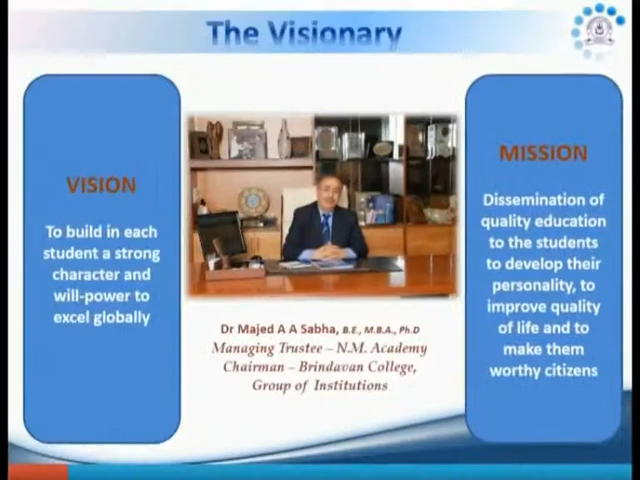 The Visionary
VISION
To build in each
student a strong
character and
will-power to
excel globally
Dr Majed A A Sabha, B.E., M.B.A., Ph.D
Managing Trustee – N.M. Academy
Chairman – Brindavan College,
Group of Institutions
MISSION
Dissemination of
quality education
to the students
to develop their
personality, to
improve quality
of life and to
make them
worthy citizens